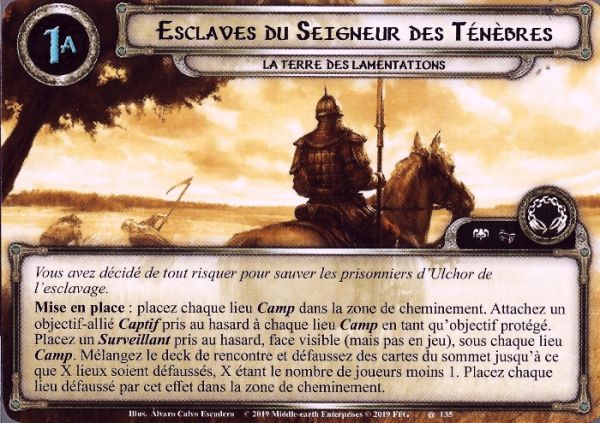 1A
ESCLAVES DU SEIGNEUR DES TÉNÈBRES
LA TERRE DES LAMENTATIONS
Vous avez décidé de tout risquer pour sauver les prisonniers d'Ulchor de
l'esclavage.
Mise en place : placez chaque lieu Camp dans la zone de cheminement. Attachez un
objectif-allié Captif pris au hasard à chaque lieu Camp en tant qu'objectif protégé.
Placez un Surveillant pris au hasard, face visible (mais pas en jeu), sous chaque lieu
Camp. Mélangez le deck de rencontre et défaussez des cartes du sommet jusqu'à ce
que X lieux soient défaussés, X étant le nombre de joueurs moins 1. Placez chaque
lieu défaussé par cet effet dans la zone de cheminement.
Illus. Álvaro Calvo Escudero © 2019 Middle-earth Enterprises © 2019 FFG 135